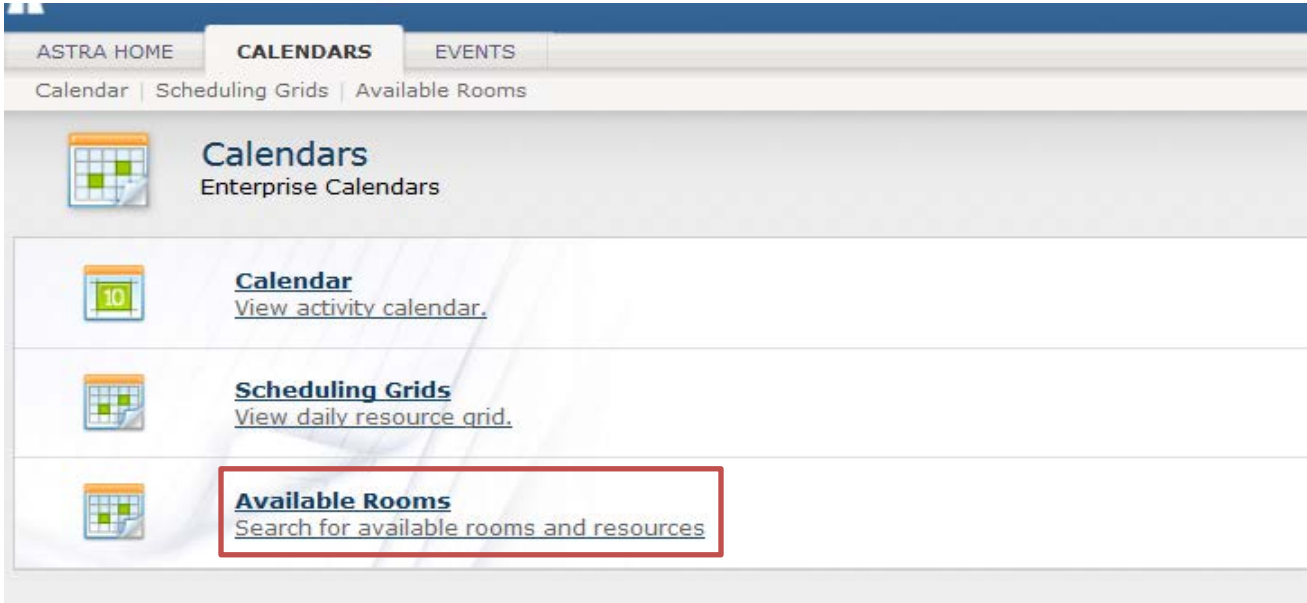 ASTRA HOME CALENDARS EVENTS
Calendar | Scheduling Grids | Available Rooms
Calendars
Enterprise Calendars
10
Calendar
View activity calendar.
Scheduling Grids
View daily resource grid.
Available Rooms
Search for available rooms and resources